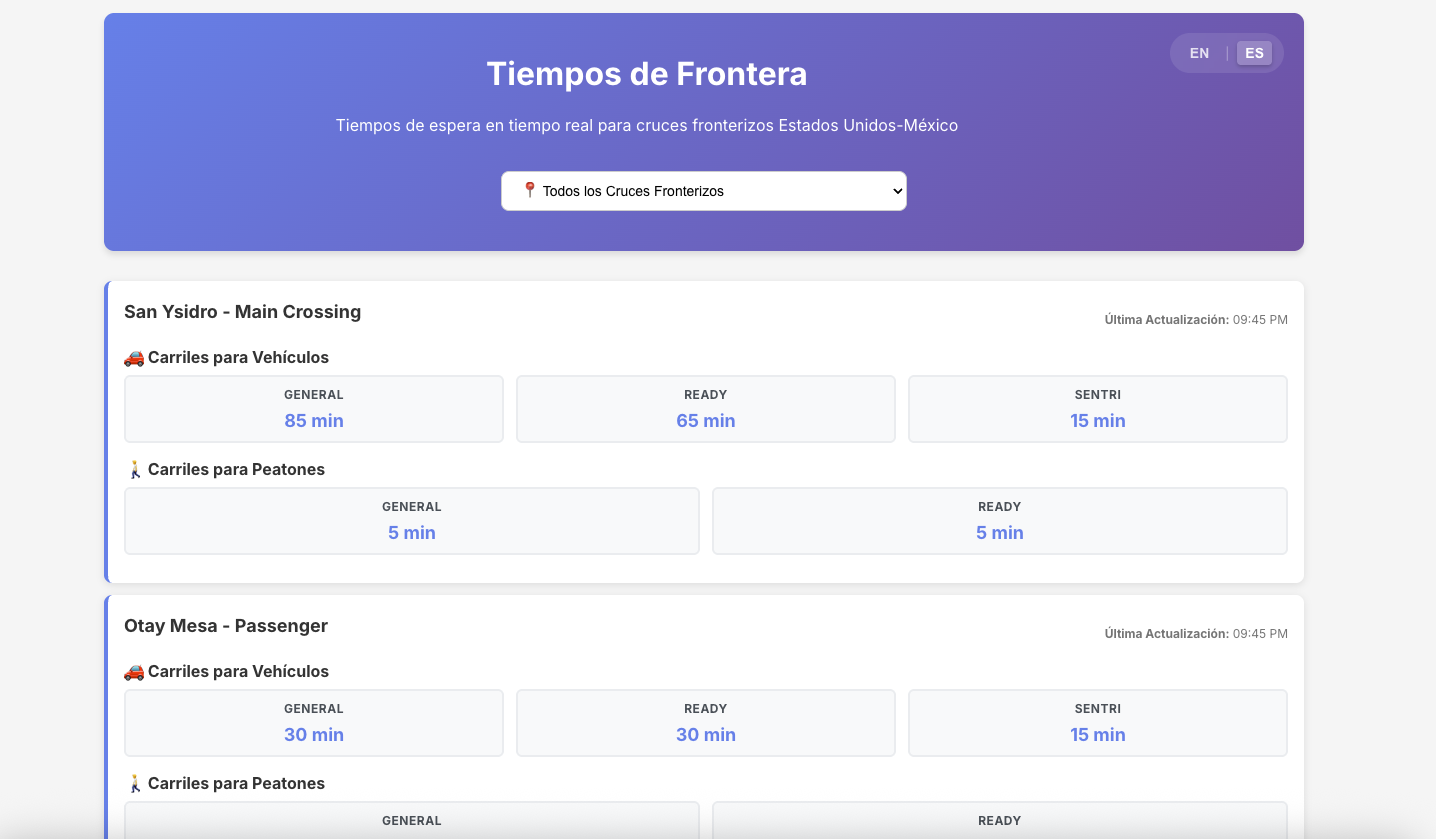 EN | ES
Tiempos de Frontera
Tiempos de espera en tiempo real para cruces fronterizos Estados Unidos-México
Todos los Cruces Fronterizos
San Ysidro - Main Crossing
Última Actualización: 09:45 PM
Carriles para Vehículos
GENERAL READY SENTRI
85 min 65 min 15 min
Carriles para Peatones
GENERAL READY
5 min 5 min
Otay Mesa - Passenger
Última Actualización: 09:45 PM
Carriles para Vehículos
GENERAL READY SENTRI
30 min 30 min 15 min
Carriles para Peatones
GENERAL READY